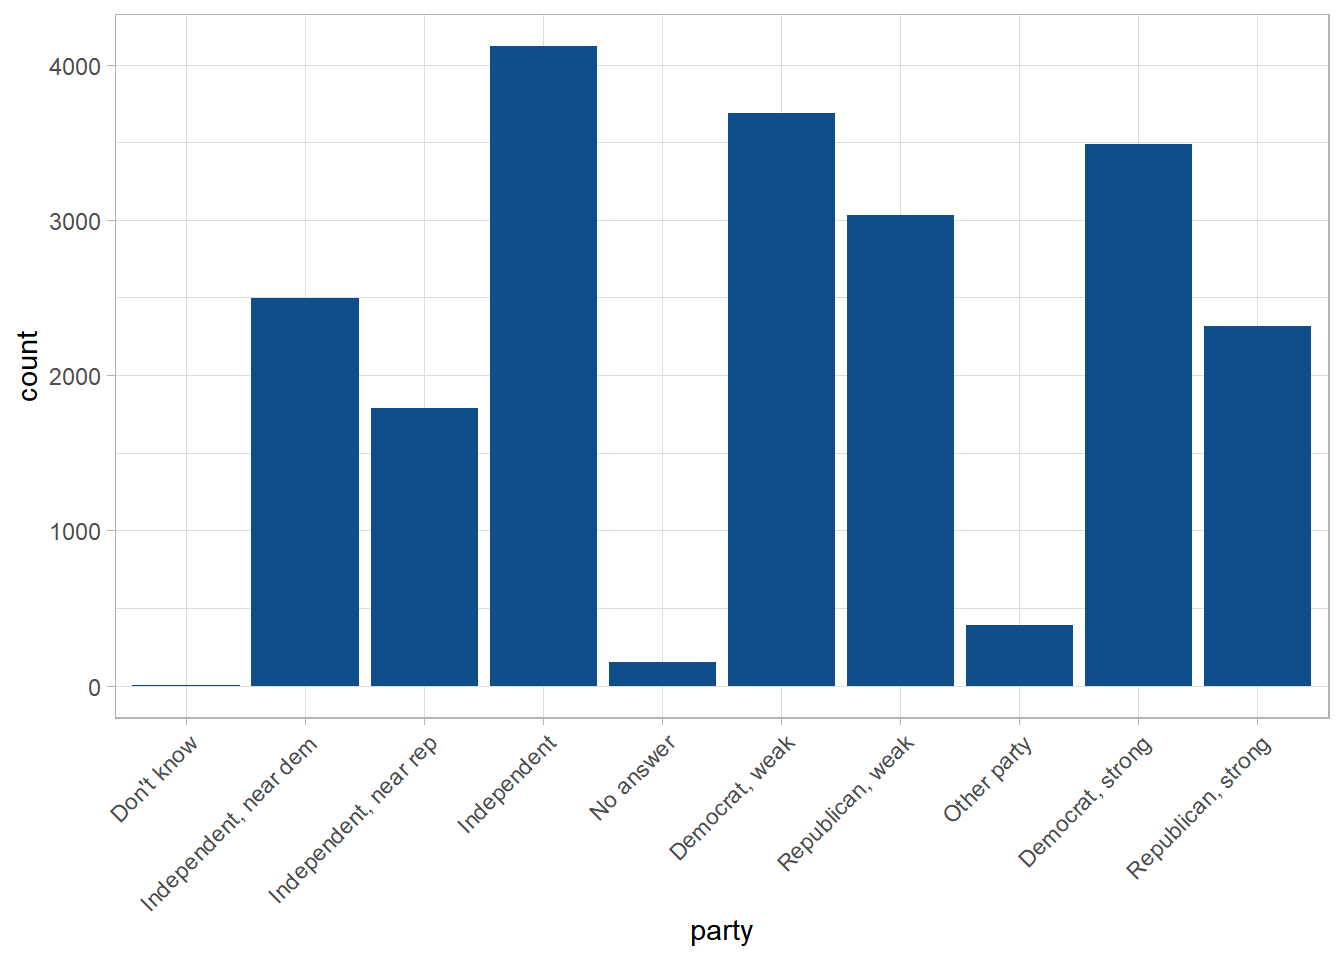 4000
3000
2000
1000
0
count
Don't know
Independent, near dem
Independent, near rep
Independent
No answer
Democrat, weak
Republican, weak
Other party
Democrat, strong
Republican, strong
party